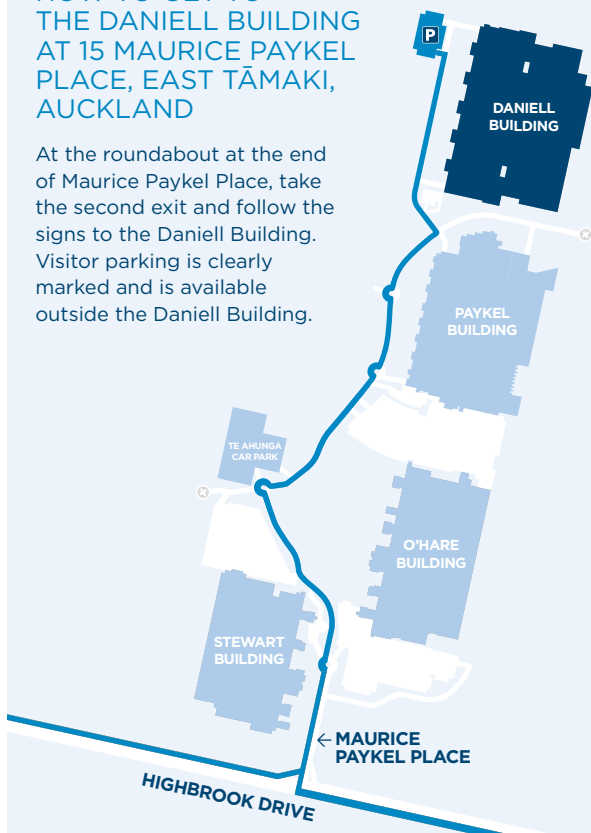 THE DANIELL BUILDING
AT 15 MAURICE PAYKEL
PLACE, EAST TĀMAKI,
AUCKLAND
At the roundabout at the end
of Maurice Paykel Place, take
the second exit and follow the
signs to the Daniell Building.
Visitor parking is clearly
marked and is available
outside the Daniell Building.
P
DANIELL
BUILDING
PAYKEL
BUILDING
TE AHUNGA
CAR PARK
O'HARE
BUILDING
STEWART
BUILDING
← MAURICE
PAYKEL PLACE
HIGHBROOK DRIVE